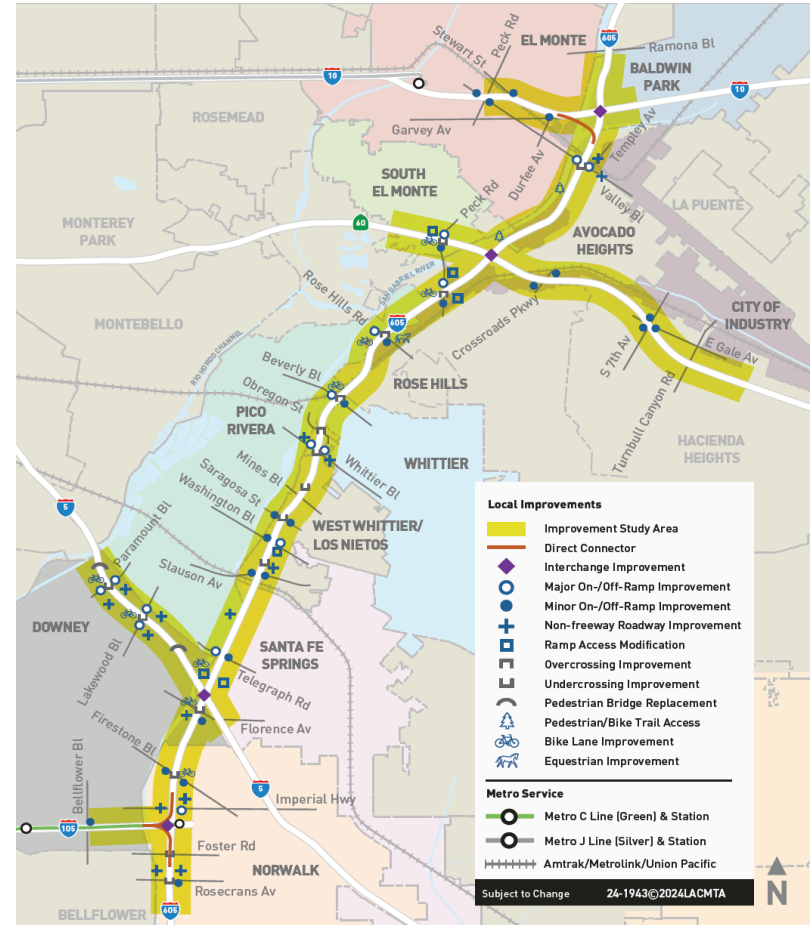 Peck Rd
Stewart St
EL MONTE
605
Ramona Bl
BALDWIN
PARK
10
10
ROSEMEAD
Garvey Av
Durfee Av
Templey Av
Valley Bl
SOUTH
EL MONTE
Peck Rd
LA PUENTE
60
MONTEREY
PARK
AVOCADO
HEIGHTS
SAN GABRIEL RIVER
Rose Hills Rd
605
Crossroads Pkwy
CITY OF
INDUSTRY
MONTEBELLO
RIO HONDO CHANNEL
S 7th Av
E Gale Av
Beverly Bl
ROSE HILLS
Turnbull Canyon Rd
Obregon St
PICO
RIVERA
HACIENDA
HEIGHTS
WHITTIER
Whittier Bl
Mines Bl
Saragosa St
Washington Bl
5
WEST WHITTIER/
LOS NIETOS
Paramount Bl
Slauson Av
DOWNEY
SANTA FE
SPRINGS
Lakewood Bl
Telegraph Rd
Florence Av
Firestone Bl
Bellflower Bl
5
Imperial Hwy
105
Foster Rd
NORWALK
Rosecrans Av
BELLFLOWER
605
Local Improvements
Improvement Study Area
Direct Connector
Interchange Improvement
Major On-/Off-Ramp Improvement
Minor On-/Off-Ramp Improvement
Non-freeway Roadway Improvement
Ramp Access Modification
Overcrossing Improvement
Undercrossing Improvement
Pedestrian Bridge Replacement
Pedestrian/Bike Trail Access
Bike Lane Improvement
Equestrian Improvement
Metro Service
Metro C Line (Green) & Station
Metro J Line (Silver) & Station
Amtrak/Metrolink/Union Pacific
Subject to Change 24-1943©2024LACMTA
N